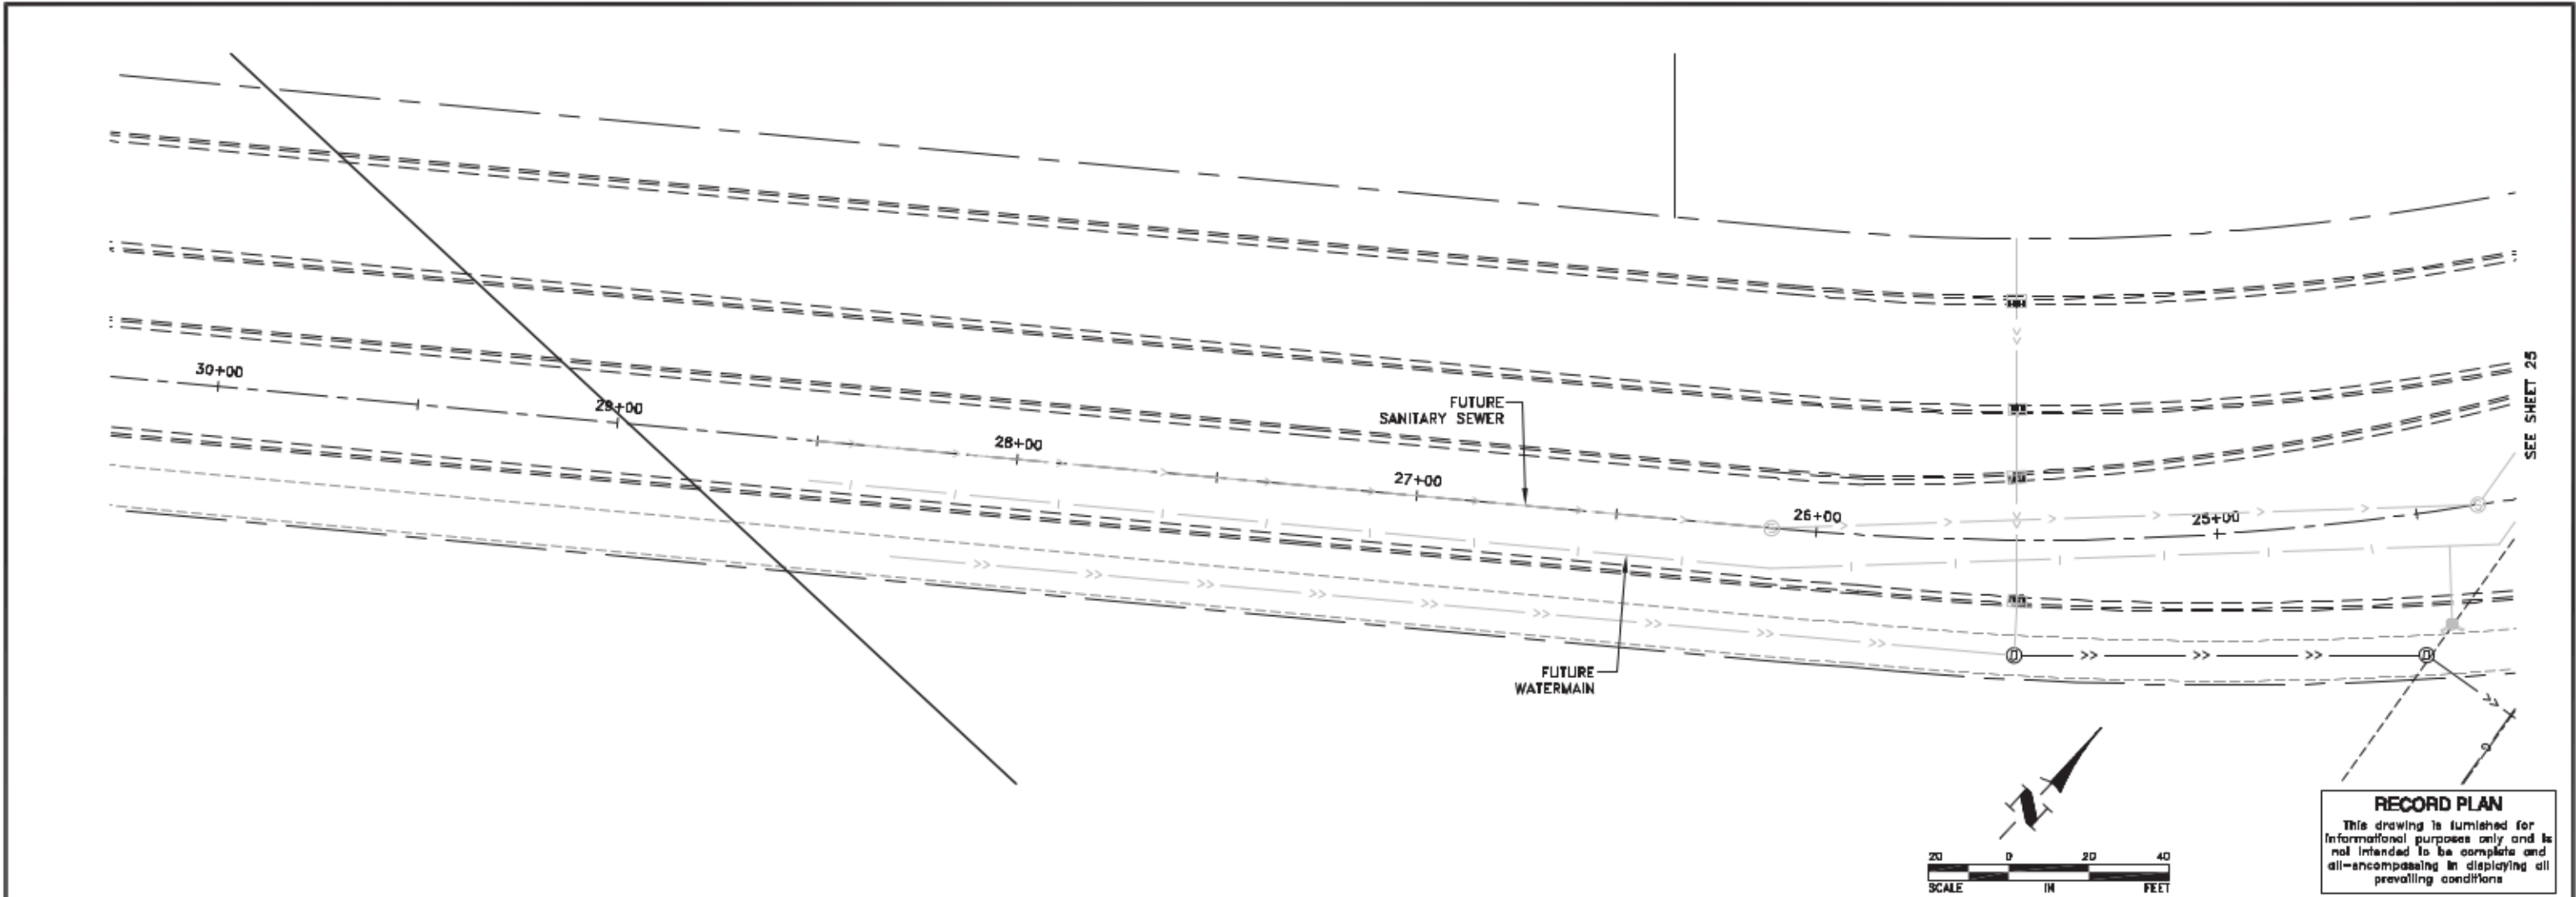 30+00
29+00
28+00
27+00
26+00
25+00
FUTURE
SANITARY SEWER
FUTURE
WATERMAIN
SEE SHEET 25
N
20 0 20 40
SCALE IN FEET
RECORD PLAN
This drawing is furnished for
informational purposes only and is
not intended to be complete and
all-encompassing in displaying all
prevailing conditions